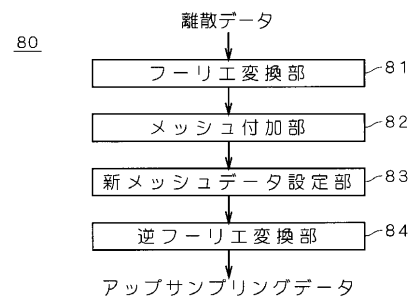 離散データ
80
フーリエ変換部
81
メッシュ付加部
82
新メッシュデータ設定部
83
逆フーリエ変換部
84
アップサンプリングデータ